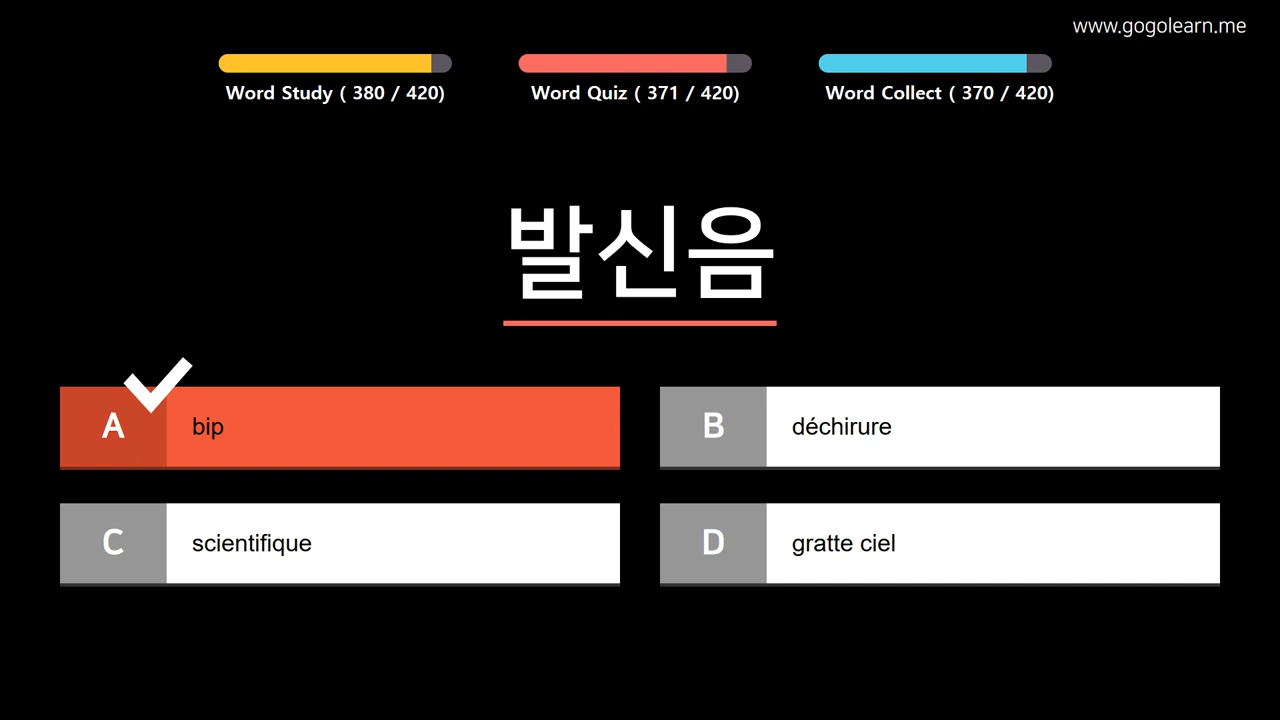 www.gogolearn.me
Word Study ( 380 / 420)
Word Quiz ( 371 / 420)
Word Collect ( 370 / 420)
발신음
A bip
B déchirure
C scientifique
D gratte ciel